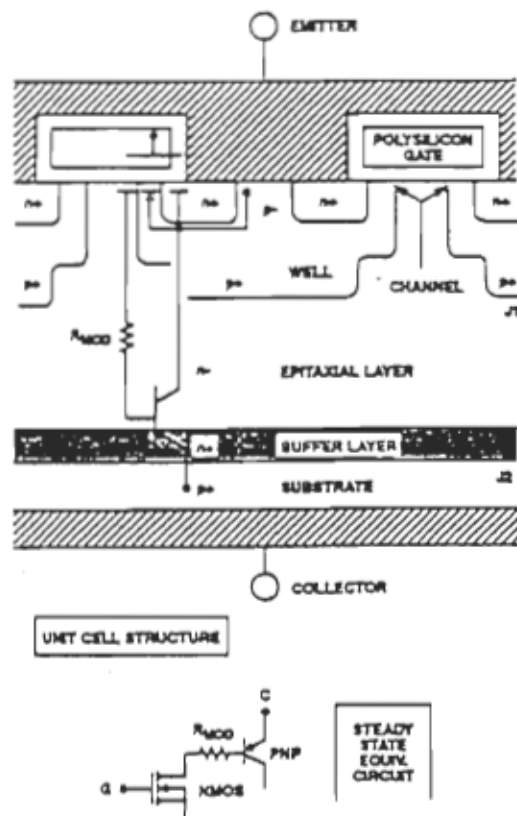 EMITTER
POLYSILICON
GATE
n+
n+
p-
n+
n+
WELL
p+
p+
CHANNEL
p+
J1
RMOD
n-
EPITAXIAL LAYER
n+
BUFFER LAYER
J2
p+
SUBSTRATE
COLLECTOR
UNIT CELL STRUCTURE
C
RMOD
PNP
G
NMOS
STEADY
STATE
EQUIV.
CIRCUIT